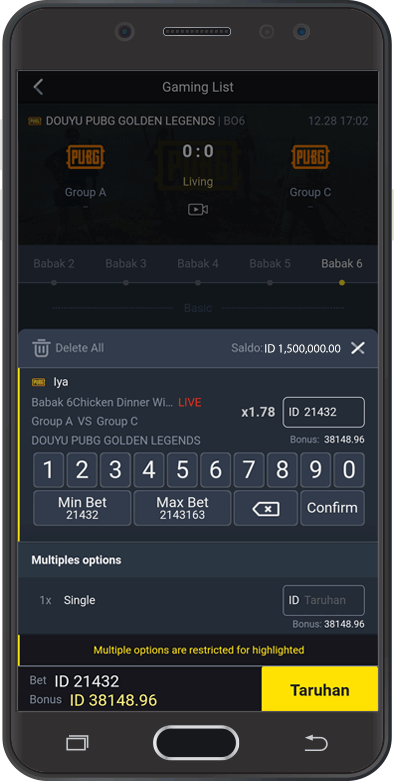 Gaming List
PUBG DOUYU PUBG GOLDEN LEGENDS | BO6 12.28 17:02
PUBG 0 : 0 PUBG
Living
Group A Group C
- -
Babak 2 Babak 3 Babak 4 Babak 5 Babak 6
Basic
Delete All Saldo: ID 1,500,000.00
PUBG Iya
Babak 6Chicken Dinner Wi... LIVE
x1.78 ID 21432
Group A VS Group C
DOUYU PUBG GOLDEN LEGENDS Bonus: 38148.96
1 2 3 4 5 6 7 8 9 0
Min Bet Max Bet Confirm
21432 2143163
Multiples options
1x Single ID Taruhan
Bonus: 38148.96
Multiple options are restricted for highlighted
Bet ID 21432 Taruhan
Bonus ID 38148.96